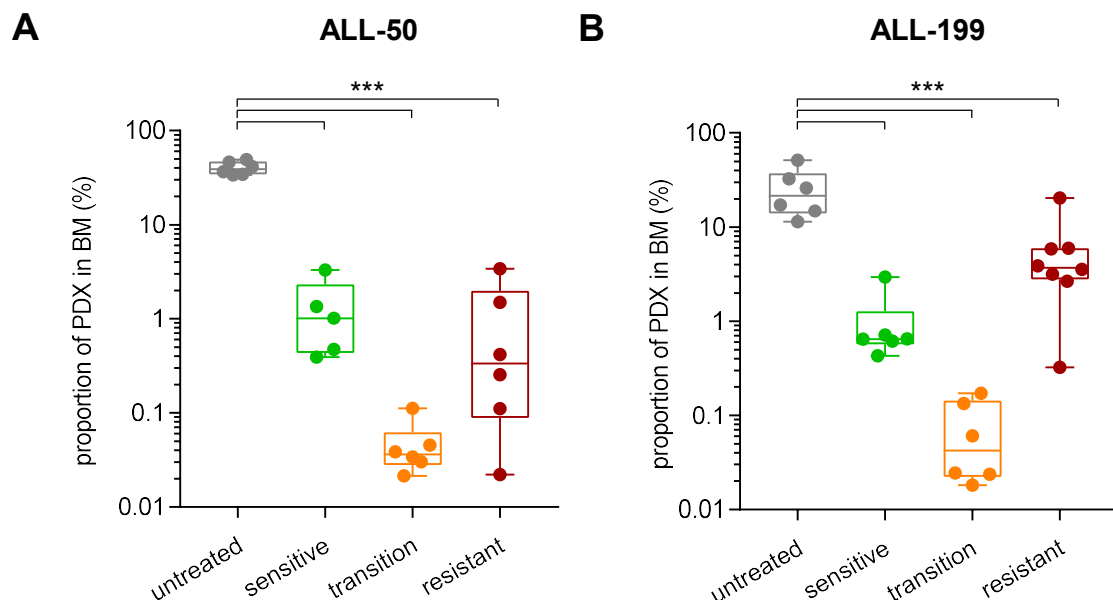 A
ALL-50
***
proportion of PDX in BM (%)
100
10
1
0.1
0.01
untreated
sensitive
transition
resistant
B
ALL-199
***
proportion of PDX in BM (%)
100
10
1
0.1
0.01
untreated
sensitive
transition
resistant